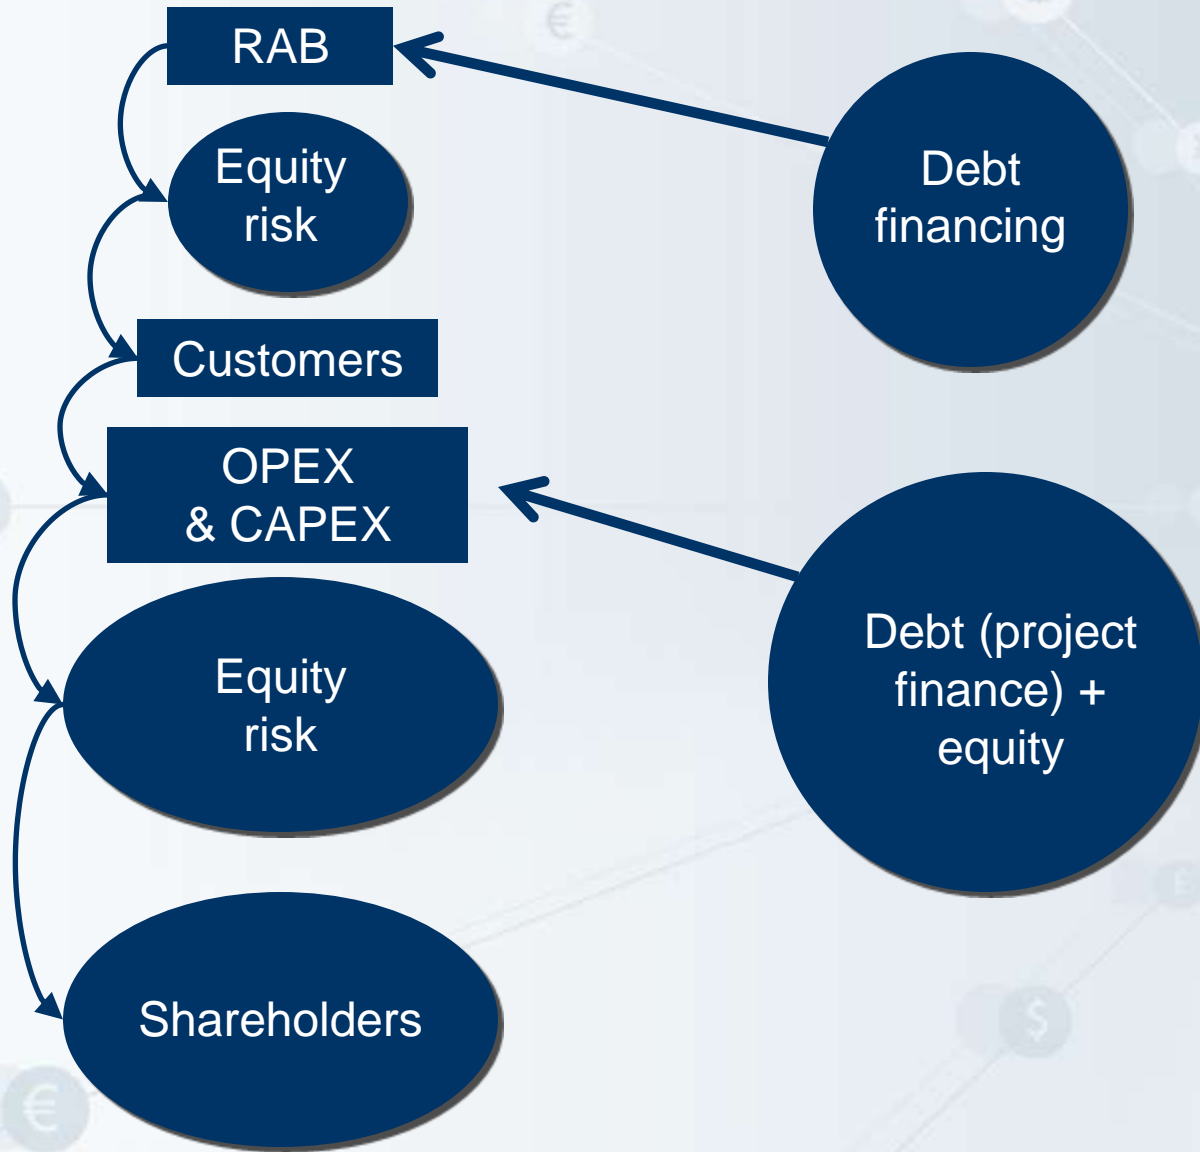 RAB
Equity
risk
Customers
OPEX
& CAPEX
Equity
risk
Shareholders
Debt
financing
Debt (project
finance) +
equity
€
€
$